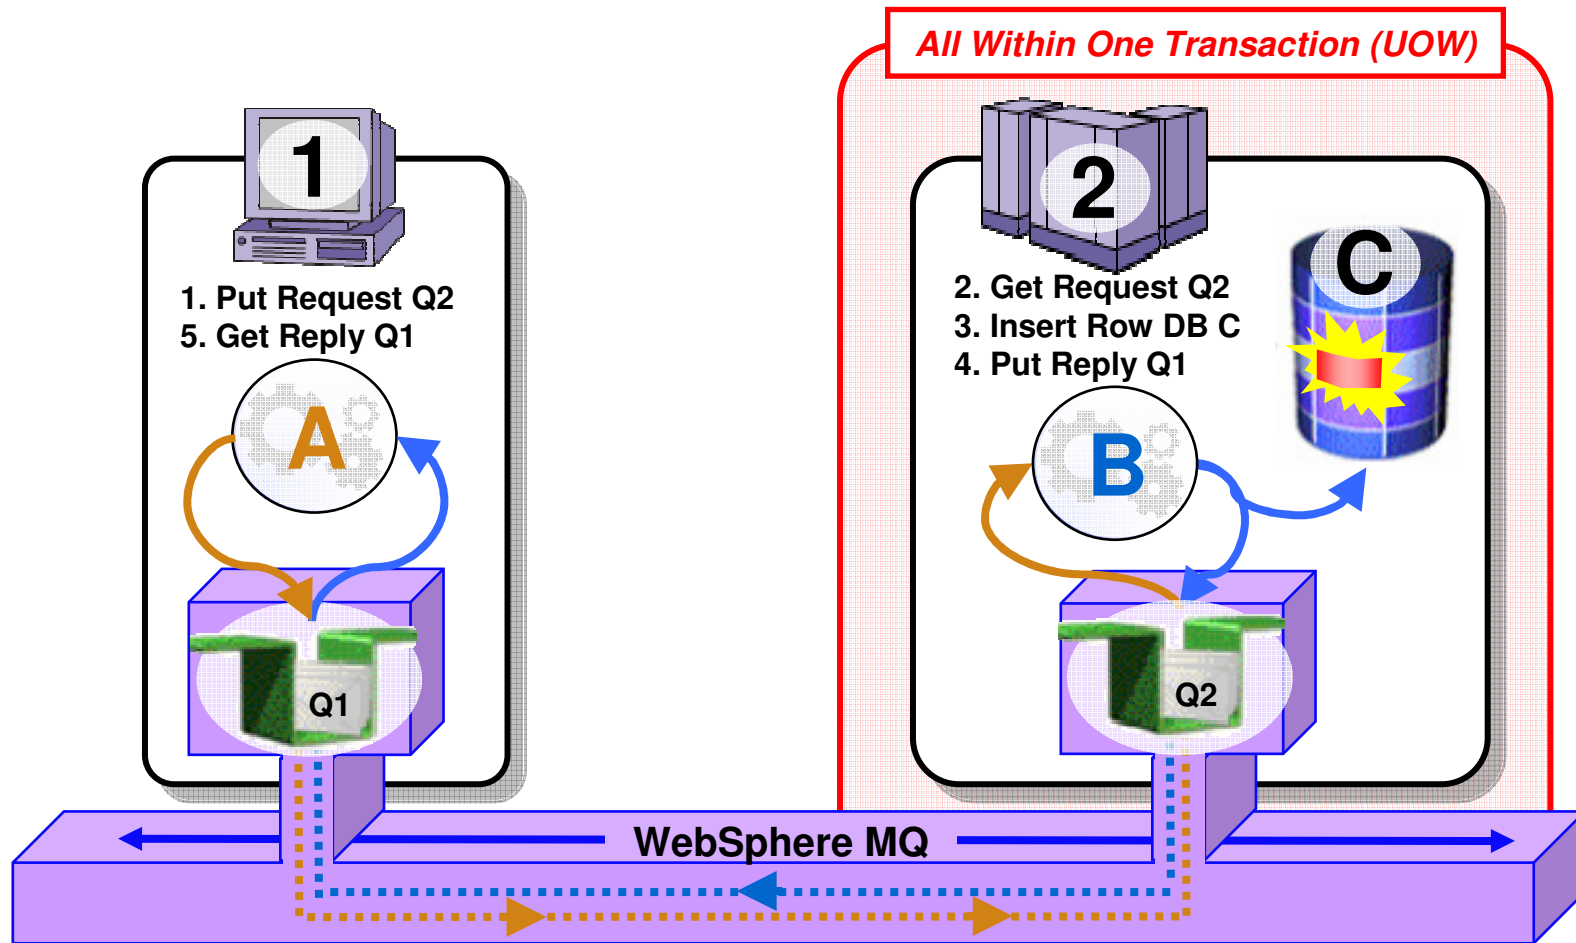 All Within One Transaction (UOW)
1
2
C
1. Put Request Q2
5. Get Reply Q1
2. Get Request Q2
3. Insert Row DB C
4. Put Reply Q1
A
B
Q1
Q2
WebSphere MQ